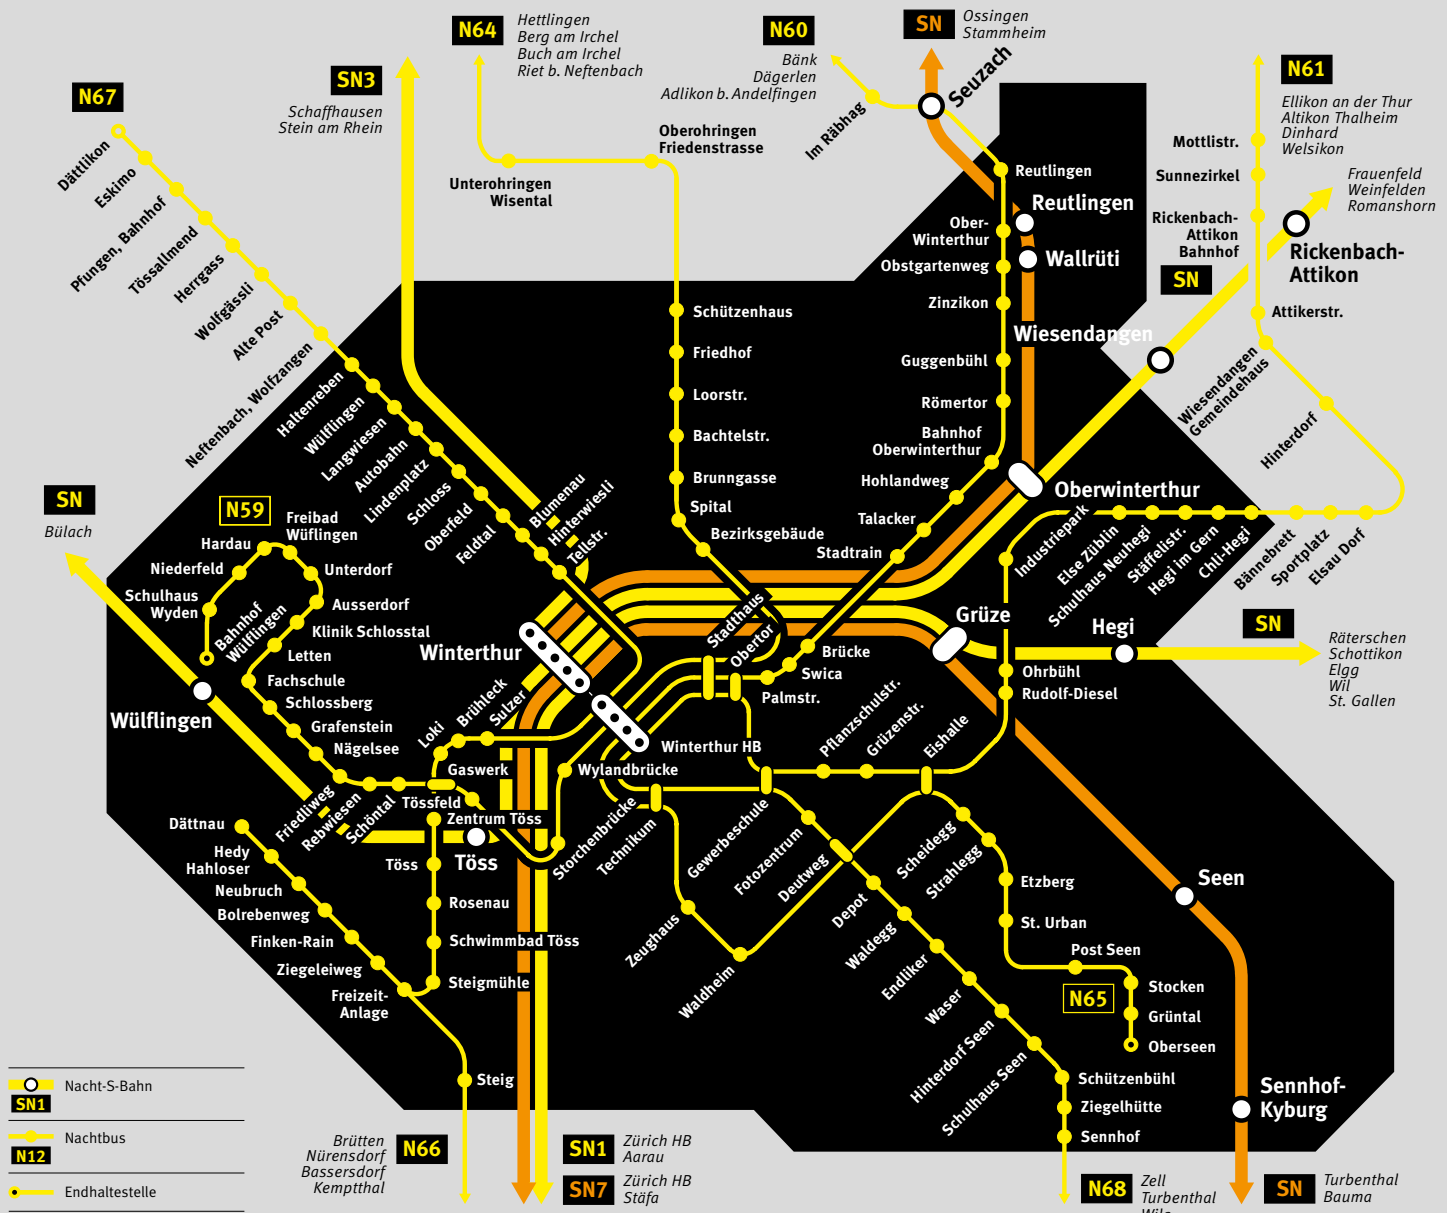 N67
SN3
Schaffhausen
Stein am Rhein
N64
Hettlingen
Berg am Irchel
Buch am Irchel
Riet b. Neftenbach
N60
Bänk
Dägerlen
Adlikon b. Andelfingen
SN
Ossingen
Stammheim
N61
Ellikon an der Thur
Altikon Thalheim
Dinhard
Welsikon
Frauenfeld
Weinfelden
Romanshorn
Dättlikon
Eskimo
Pfungen, Bahnhof
Tössallmend
Herrgass
Wolfgässli
Alte Post
Neftenbach, Wolfzangen
Haltenreben
Wülflingen
Langwiesen
Autobahn
Lindenplatz
Schloss
Oberfeld
Feldtal
Blumenau
Hinterwiesli
Tellstr.
Unterohringen
Wisental
Oberohringen
Friedenstrasse
Schützenhaus
Friedhof
Loorstr.
Bachtelstr.
Brunngasse
Spital
Bezirksgebäude
Stadthaus
Obertor
Im Räbhag
Seuzach
Reutlingen
Reutlingen
Ober-
Winterthur
Wallrüti
Obstgartenweg
Zinzikon
Guggenbühl
Römertor
Bahnhof
Oberwinterthur
Hohlandweg
Talacker
Stadtrain
Brücke
Swica
Palmstr.
Mottlistr.
Sunnezirkel
Rickenbach-
Attikon
Bahnhof
Rickenbach-
Attikon
SN
Wiesendangen
Attikerstr.
Wiesendangen
Gemeindehaus
Hinterdorf
Oberwinterthur
Industriepark
Else Züblin
Schulhaus Neuhegi
Stäffelistr.
Hegi im Gern
Chli-Hegi
Bännebrett
Sportplatz
Elsau Dorf
SN
Bülach
N59
Hardau
Freibad
Wülflingen
Niederfeld
Unterdorf
Schulhaus
Wyden
Ausserdorf
Bahnhof
Wülflingen
Klinik Schlosstal
Letten
Fachschule
Schlossberg
Grafenstein
Nägelsee
Wülflingen
Friedliweg
Rebwiesen
Schöntal
Winterthur
Loki
Brühleck
Sulzer
Gaswerk
Tössfeld
Zentrum Töss
Töss
Töss
Rosenau
Schwimmbad Töss
Steigmühle
Wylandbrücke
Winterthur HB
Storchenbrücke
Technikum
Grüze
Hegi
SN
Räterschen
Schottikon
Elgg
Wil
St. Gallen
Ohrbühl
Rudolf-Diesel
Pflanzschulstr.
Grüzenstr.
Eishalle
Gewerbeschule
Fotozentrum
Deutweg
Depot
Waldegg
Endliker
Waser
Hinterdorf Seen
Schulhaus Seen
Zeughaus
Waldheim
Scheidegg
Strahlegg
Etzberg
St. Urban
Post Seen
N65
Stocken
Grüntal
Oberseen
Seen
Schützenbühl
Ziegelhütte
Sennhof
Sennhof-
Kyburg
Dättnau
Hedy
Hahloser
Neubruch
Bolrebenweg
Finken-Rain
Ziegeleiweg
Freizeit-
Anlage
Steig
Nacht-S-Bahn
SN1
Nachtbus
N12
Endhaltestelle
Brütten
Nürensdorf
Bassersdorf
Kemptthal
N66
SN1
Zürich HB
Aarau
SN7
Zürich HB
Stäfa
N68
Zell
Turbenthal
SN
Turbenthal
Bauma